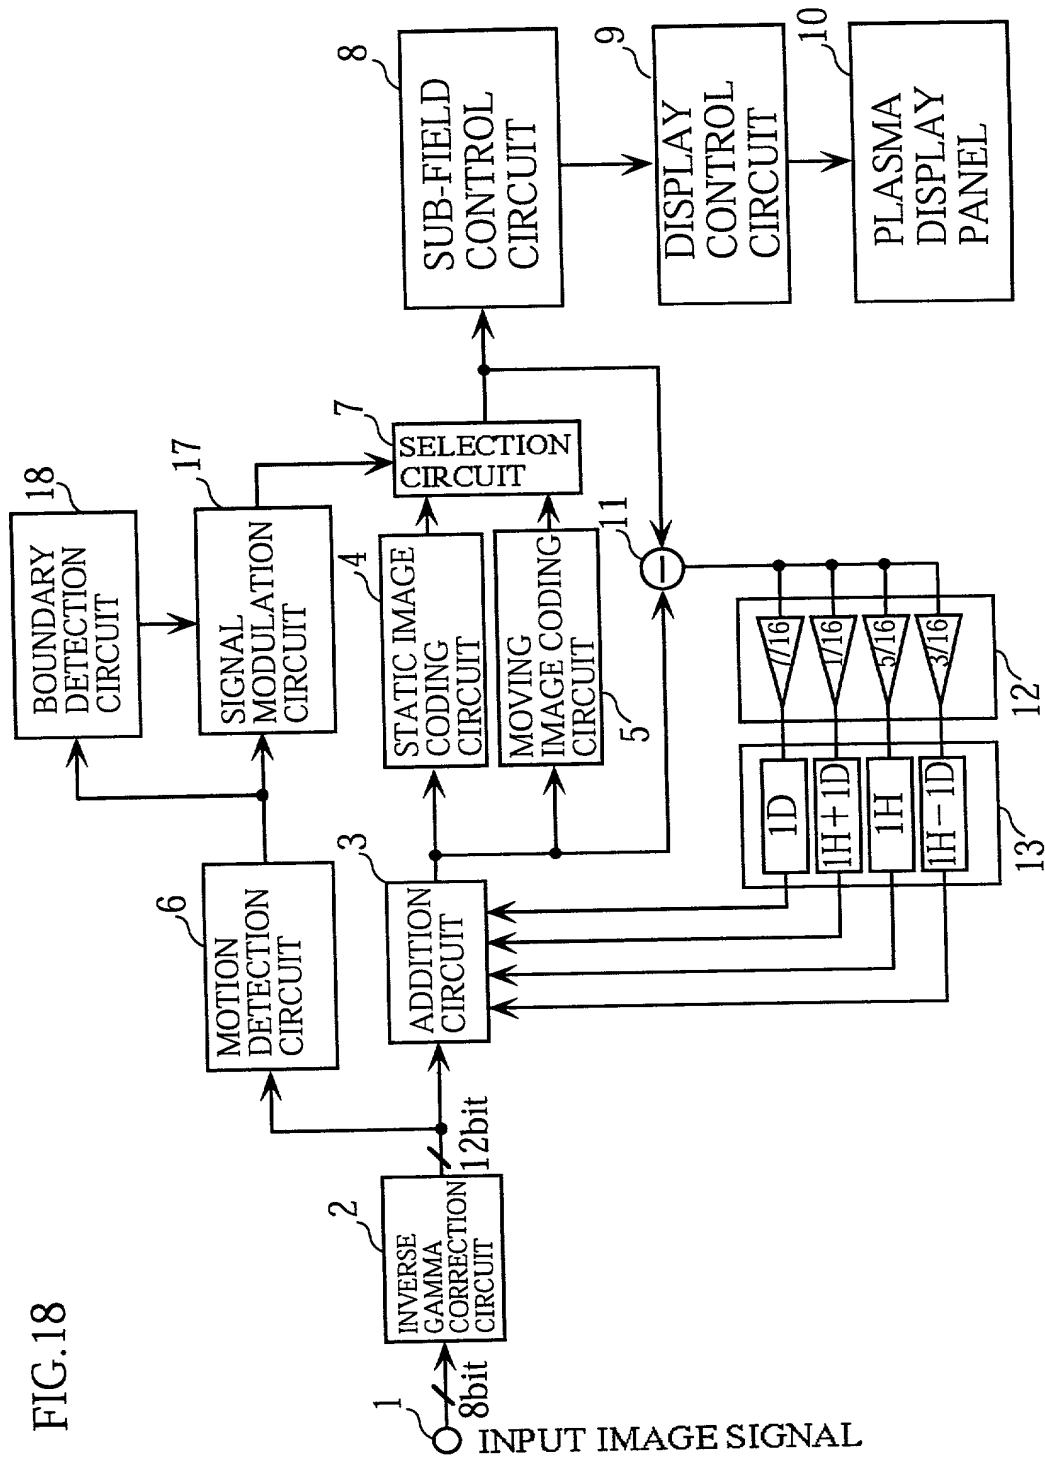 FIG.18
1
INPUT IMAGE SIGNAL
8bit
2
INVERSE
GAMMA
CORRECTION
CIRCUIT
12bit
6
MOTION
DETECTION
CIRCUIT
3
ADDITION
CIRCUIT
18
BOUNDARY
DETECTION
CIRCUIT
17
SIGNAL
MODULATION
CIRCUIT
4
STATIC IMAGE
CODING
CIRCUIT
5
MOVING
IMAGE CODING
CIRCUIT
7
SELECTION
CIRCUIT
11
12
7/16
1/16
5/16
3/16
13
1D
1H+1D
1H
1H−1D
8
SUB-FIELD
CONTROL
CIRCUIT
9
DISPLAY
CONTROL
CIRCUIT
10
PLASMA
DISPLAY
PANEL